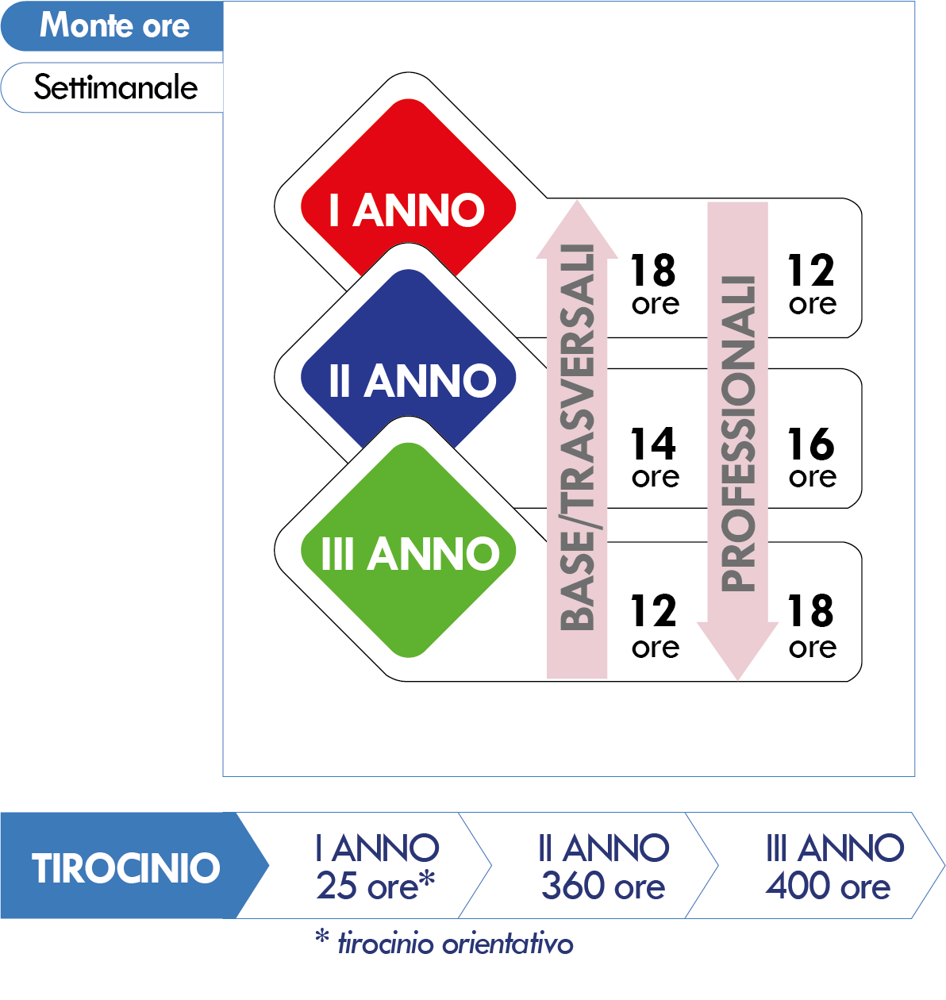 Monte ore
Settimanale
I ANNO
II ANNO
III ANNO
BASE/TRASVERSALI
18
ore
14
ore
12
ore
PROFESSIONALI
12
ore
16
ore
18
ore
TIROCINIO
I ANNO
25 ore*
II ANNO
360 ore
III ANNO
400 ore
* tirocinio orientativo